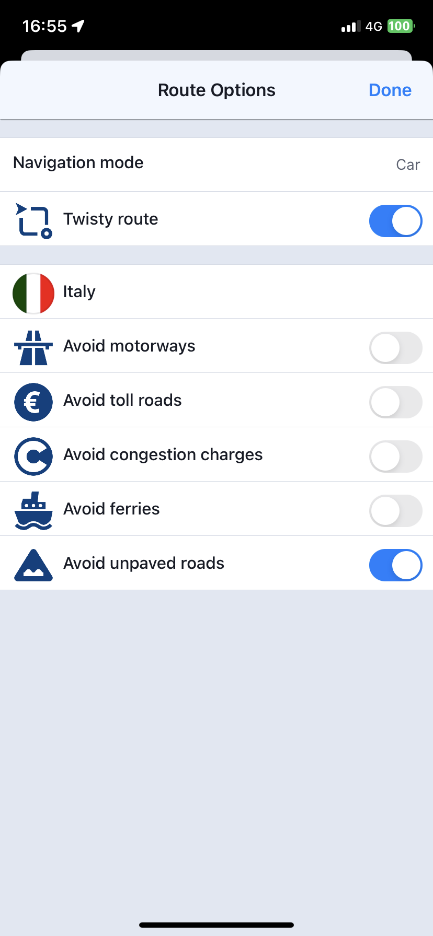 16:55
4G 100
Route Options
Done
Navigation mode
Car
Twisty route
Italy
Avoid motorways
€
Avoid toll roads
Avoid congestion charges
Avoid ferries
Avoid unpaved roads